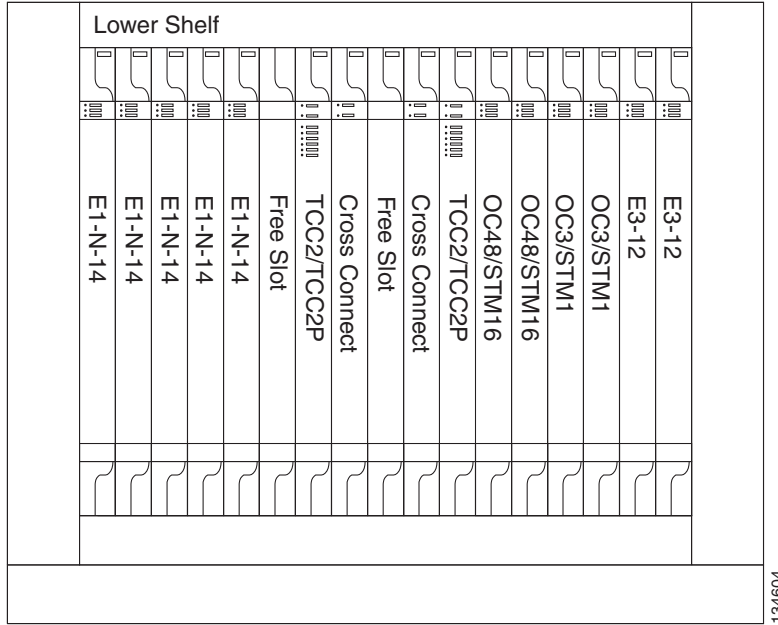 Lower Shelf
E1-N-14
E1-N-14
E1-N-14
E1-N-14
E1-N-14
Free Slot
TCC2/TCC2P
Cross Connect
Free Slot
Cross Connect
TCC2/TCC2P
OC48/STM16
OC48/STM16
OC3/STM1
OC3/STM1
E3-12
E3-12
134604